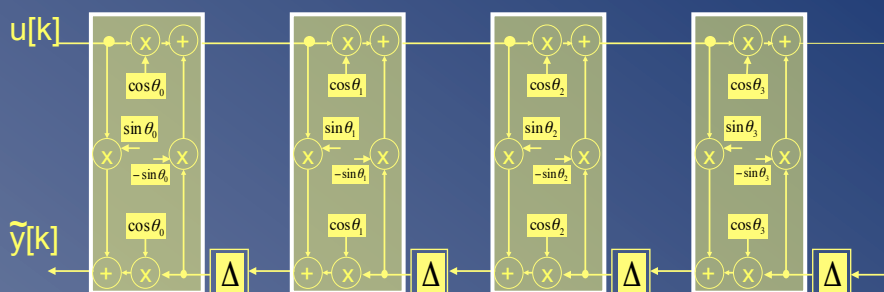 u[k] x + x + x + x +
cosθ₀ cosθ₁ cosθ₂ cosθ₃
sinθ₀ sinθ₁ sinθ₂ sinθ₃
x x x x x x x x
−sinθ₀ −sinθ₁ −sinθ₂ −sinθ₃
cosθ₀ cosθ₁ cosθ₂ cosθ₃
ỹ[k]
+ x Δ + x Δ + x Δ + x Δ